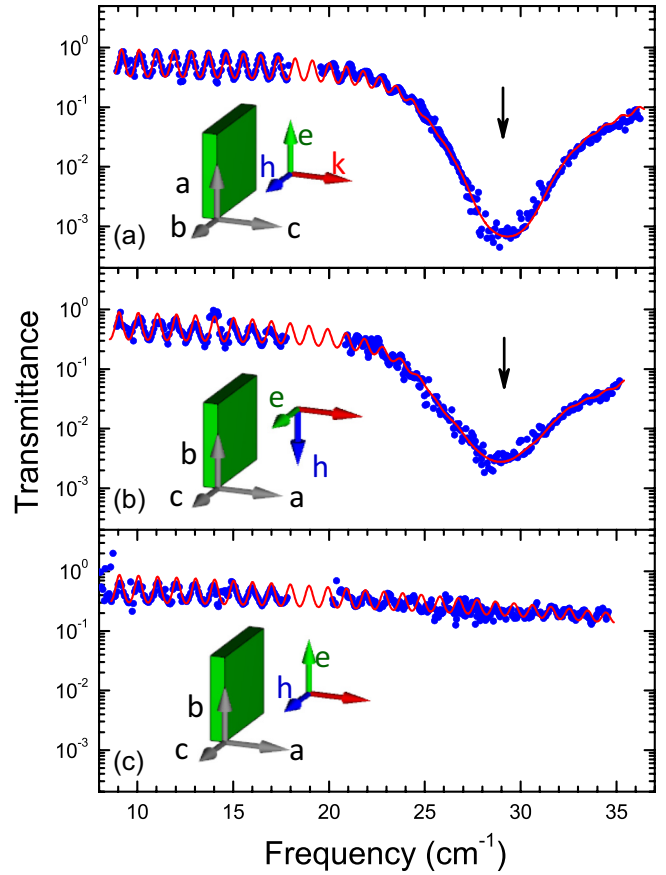 Transmittance
10^0
10^-1
10^-2
10^-3
e
h
k
a
b
c
(a)
10^0
10^-1
10^-2
10^-3
e
h
b
c
a
(b)
10^0
10^-1
10^-2
10^-3
e
h
b
c
a
(c)
10 15 20 25 30 35
Frequency (cm^-1)